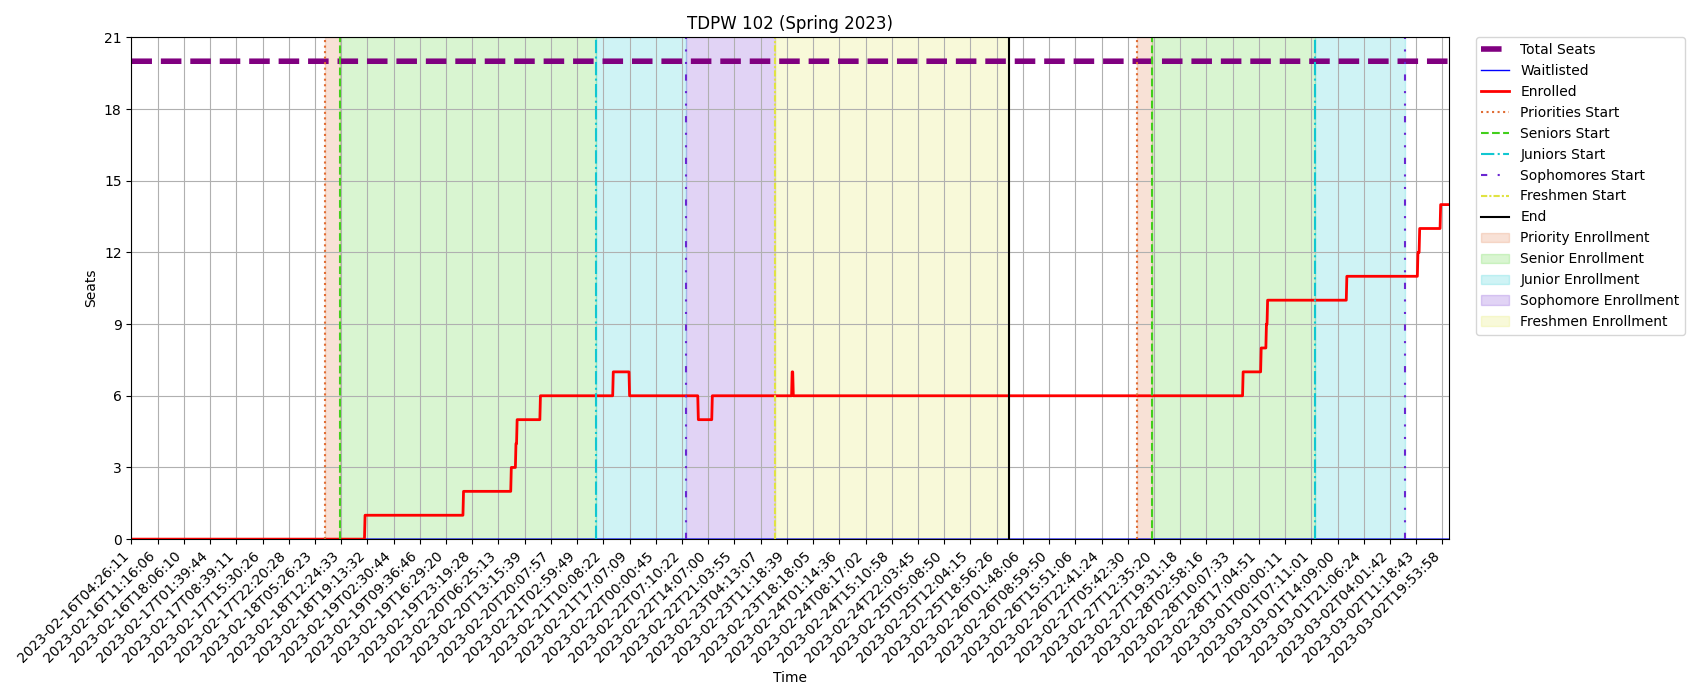 TDPW 102 (Spring 2023)
21
18
15
12
9
6
3
0
Seats
2023-02-16T04:26:11
2023-02-16T11:16:06
2023-02-16T18:06:10
2023-02-17T01:39:44
2023-02-17T08:39:11
2023-02-17T15:30:26
2023-02-17T22:20:28
2023-02-18T05:26:23
2023-02-18T12:24:33
2023-02-18T19:13:32
2023-02-19T02:30:44
2023-02-19T09:36:46
2023-02-19T16:29:20
2023-02-19T23:19:28
2023-02-20T06:25:13
2023-02-20T13:15:39
2023-02-20T20:07:57
2023-02-21T02:59:49
2023-02-21T10:08:22
2023-02-21T17:07:09
2023-02-22T00:00:45
2023-02-22T07:10:22
2023-02-22T14:07:00
2023-02-22T21:03:55
2023-02-23T04:13:07
2023-02-23T11:18:39
2023-02-23T18:18:05
2023-02-24T01:14:36
2023-02-24T08:17:02
2023-02-24T15:10:58
2023-02-24T22:03:45
2023-02-25T05:08:50
2023-02-25T12:04:15
2023-02-25T18:56:26
2023-02-26T01:48:06
2023-02-26T08:59:50
2023-02-26T15:51:06
2023-02-26T22:41:24
2023-02-27T05:42:30
2023-02-27T12:35:20
2023-02-27T19:31:18
2023-02-28T02:58:16
2023-02-28T10:07:33
2023-02-28T17:04:51
2023-03-01T00:00:11
2023-03-01T07:11:01
2023-03-01T14:09:00
2023-03-01T21:06:24
2023-03-02T04:01:42
2023-03-02T11:18:43
2023-03-02T19:53:58
Time
Total Seats
Waitlisted
Enrolled
Priorities Start
Seniors Start
Juniors Start
Sophomores Start
Freshmen Start
End
Priority Enrollment
Senior Enrollment
Junior Enrollment
Sophomore Enrollment
Freshmen Enrollment